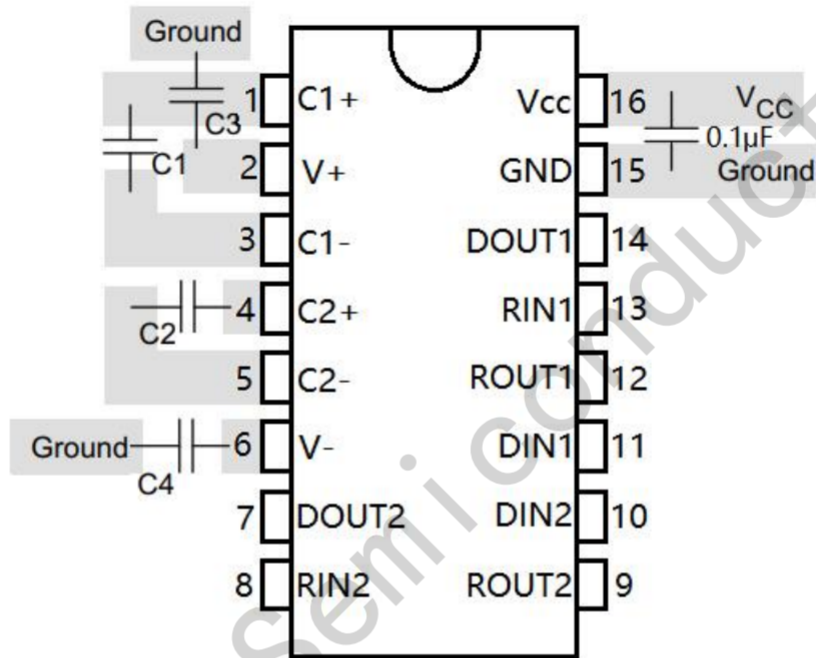 Ground
1 C1+ Vcc 16 VCC
C3
C1 0.1µF
2 V+ GND 15 Ground
3 C1- DOUT1 14
4 C2+ RIN1 13
C2
5 C2- ROUT1 12
Ground 6 V- DIN1 11
C4
7 DOUT2 DIN2 10
8 RIN2 ROUT2 9
Semiconduct